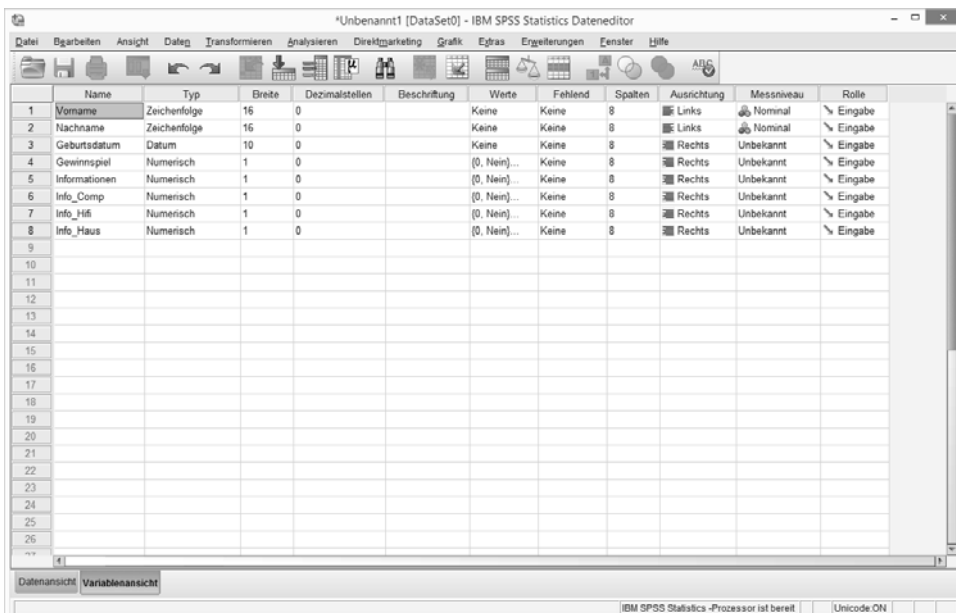 *Unbenannt1 [DataSet0] - IBM SPSS Statistics Dateneditor
Datei Bearbeiten Ansicht Daten Transformieren Analysieren Direktmarketing Grafik Extras Erweiterungen Fenster Hilfe
Name Typ Breite Dezimalstellen Beschriftung Werte Fehlend Spalten Ausrichtung Messniveau Rolle
1 Vorname Zeichenfolge 16 0 Keine Keine 8 Links Nominal Eingabe
2 Nachname Zeichenfolge 16 0 Keine Keine 8 Links Nominal Eingabe
3 Geburtsdatum Datum 10 0 Keine Keine 8 Rechts Unbekannt Eingabe
4 Gewinnspiel Numerisch 1 0 {0, Nein}... Keine 8 Rechts Unbekannt Eingabe
5 Informationen Numerisch 1 0 {0, Nein}... Keine 8 Rechts Unbekannt Eingabe
6 Info_Comp Numerisch 1 0 {0, Nein}... Keine 8 Rechts Unbekannt Eingabe
7 Info_Hifi Numerisch 1 0 {0, Nein}... Keine 8 Rechts Unbekannt Eingabe
8 Info_Haus Numerisch 1 0 {0, Nein}... Keine 8 Rechts Unbekannt Eingabe
9
10
11
12
13
14
15
16
17
18
19
20
21
22
23
24
25
26
Datenansicht Variablenansicht
IBM SPSS Statistics -Prozessor ist bereit Unicode:ON